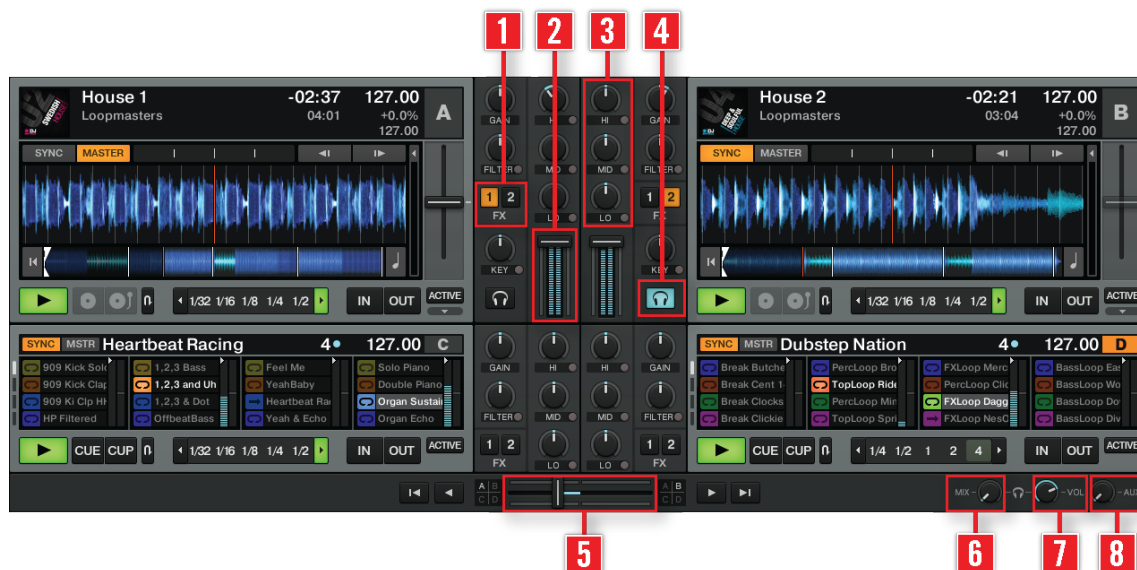 1 2 3 4
House 1 -02:37 127.00 A
Loopmasters 04:01 +0.0%
127.00
SYNC MASTER
1/32 1/16 1/8 1/4 1/2 IN OUT ACTIVE
GAIN HI HI GAIN
FILTER MID MID FILTER
1 2 LO LO 1 2
FX FX
KEY KEY
House 2 -02:21 127.00 B
Loopmasters 03:04 +0.0%
127.00
SYNC MASTER
1/32 1/16 1/8 1/4 1/2 IN OUT ACTIVE
SYNC MSTR Heartbeat Racing 4 127.00 C
909 Kick Solo 1,2,3 Bass Feel Me Solo Piano
909 Kick Clap 1,2,3 and Uh YeahBaby Double Piano
909 Ki Clp HH 1,2,3 & Dot Heartbeat Ra Organ Sustai
HP Filtered OffbeatBass Yeah & Echo Organ Echo
CUE CUP 1/32 1/16 1/8 1/4 1/2 IN OUT ACTIVE
GAIN HI HI GAIN
FILTER MID MID FILTER
1 2 LO LO 1 2
FX FX
SYNC MSTR Dubstep Nation 4 127.00 D
Break Butche PercLoop Bro FXLoop Merc BassLoop Eas
Break Cent 1- TopLoop Ride PercLoop Clic BassLoop Wo
Break Clocks PercLoop Min FXLoop Dagg BassLoop Do
Break Clickie TopLoop Spri FXLoop NesC BassLoop Div
CUE CUP 1/4 1/2 1 2 4 IN OUT ACTIVE
A B A B
C D C D
MIX VOL AUX
5 6 7 8